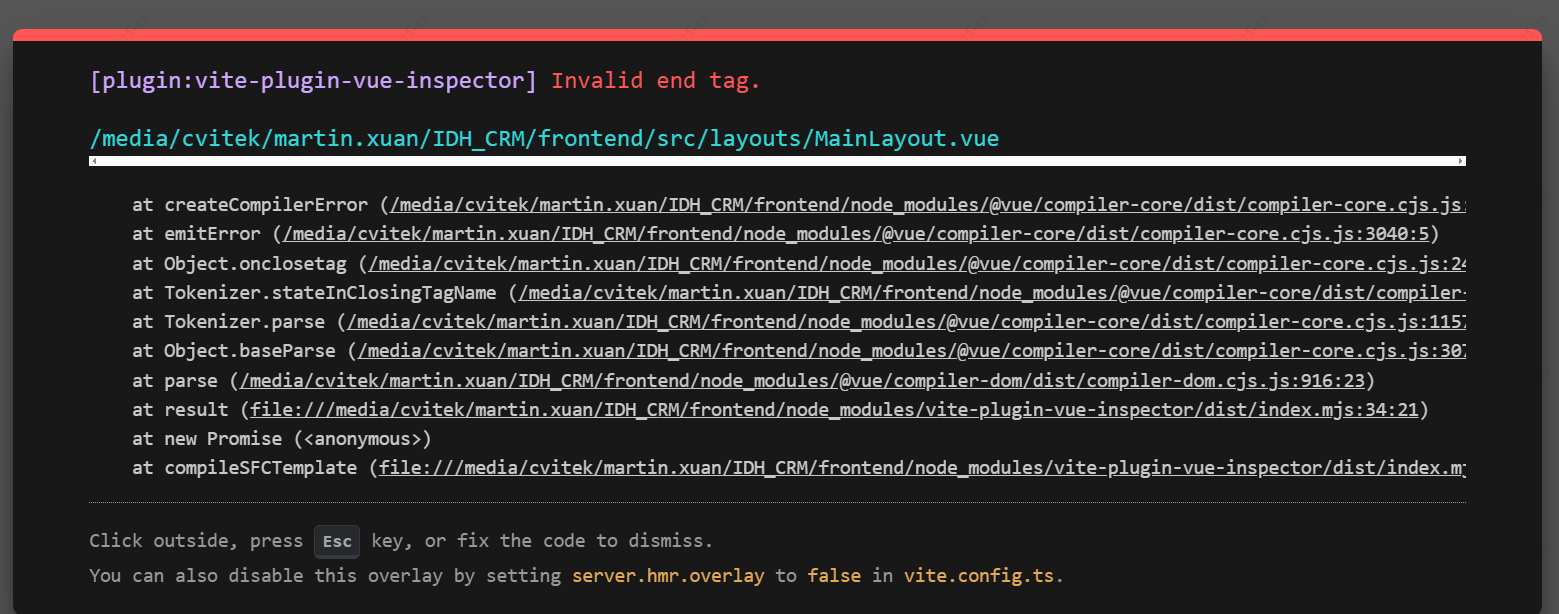 [plugin:vite-plugin-vue-inspector] Invalid end tag.
/media/cvitek/martin.xuan/IDH_CRM/frontend/src/layouts/MainLayout.vue
at createCompilerError (/media/cvitek/martin.xuan/IDH_CRM/frontend/node_modules/@vue/compiler-core/dist/compiler-core.cjs.js:
at emitError (/media/cvitek/martin.xuan/IDH_CRM/frontend/node_modules/@vue/compiler-core/dist/compiler-core.cjs.js:3040:5)
at Object.onclosetag (/media/cvitek/martin.xuan/IDH_CRM/frontend/node_modules/@vue/compiler-core/dist/compiler-core.cjs.js:24
at Tokenizer.stateInClosingTagName (/media/cvitek/martin.xuan/IDH_CRM/frontend/node_modules/@vue/compiler-core/dist/compiler-
at Tokenizer.parse (/media/cvitek/martin.xuan/IDH_CRM/frontend/node_modules/@vue/compiler-core/dist/compiler-core.cjs.js:1157
at Object.baseParse (/media/cvitek/martin.xuan/IDH_CRM/frontend/node_modules/@vue/compiler-core/dist/compiler-core.cjs.js:307
at parse (/media/cvitek/martin.xuan/IDH_CRM/frontend/node_modules/@vue/compiler-dom/dist/compiler-dom.cjs.js:916:23)
at result (file:///media/cvitek/martin.xuan/IDH_CRM/frontend/node_modules/vite-plugin-vue-inspector/dist/index.mjs:34:21)
at new Promise (<anonymous>)
at compileSFCTemplate (file:///media/cvitek/martin.xuan/IDH_CRM/frontend/node_modules/vite-plugin-vue-inspector/dist/index.mj
Click outside, press Esc key, or fix the code to dismiss.
You can also disable this overlay by setting server.hmr.overlay to false in vite.config.ts.